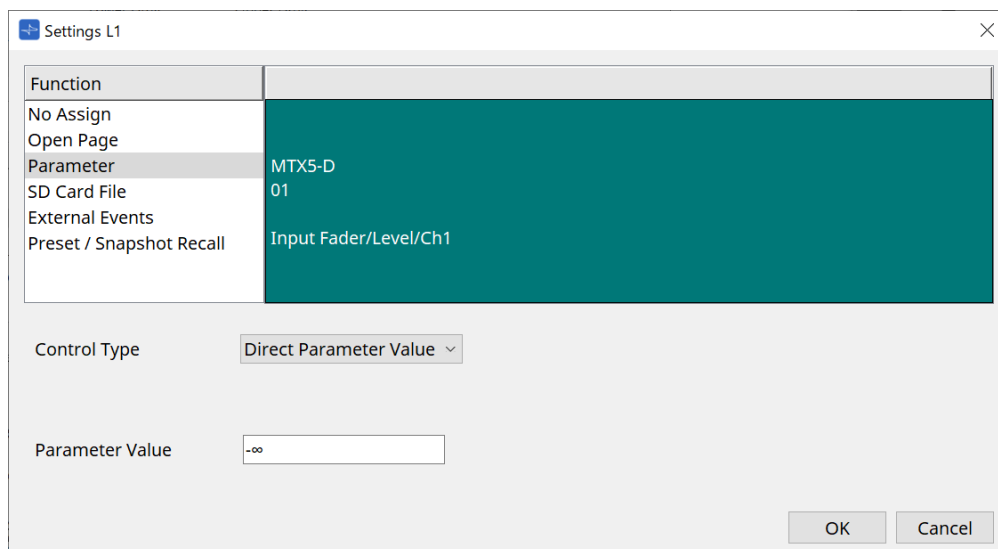 Settings L1
Function
No Assign
Open Page
Parameter
SD Card File
External Events
Preset / Snapshot Recall
MTX5-D
01
Input Fader/Level/Ch1
Control Type
Direct Parameter Value
Parameter Value
-∞
OK
Cancel